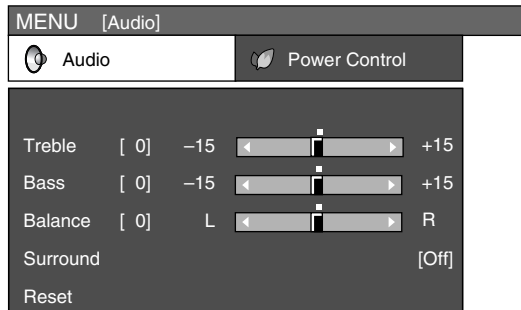 MENU [Audio]
Audio Power Control
Treble [ 0] –15 +15
Bass [ 0] –15 +15
Balance [ 0] L R
Surround [Off]
Reset